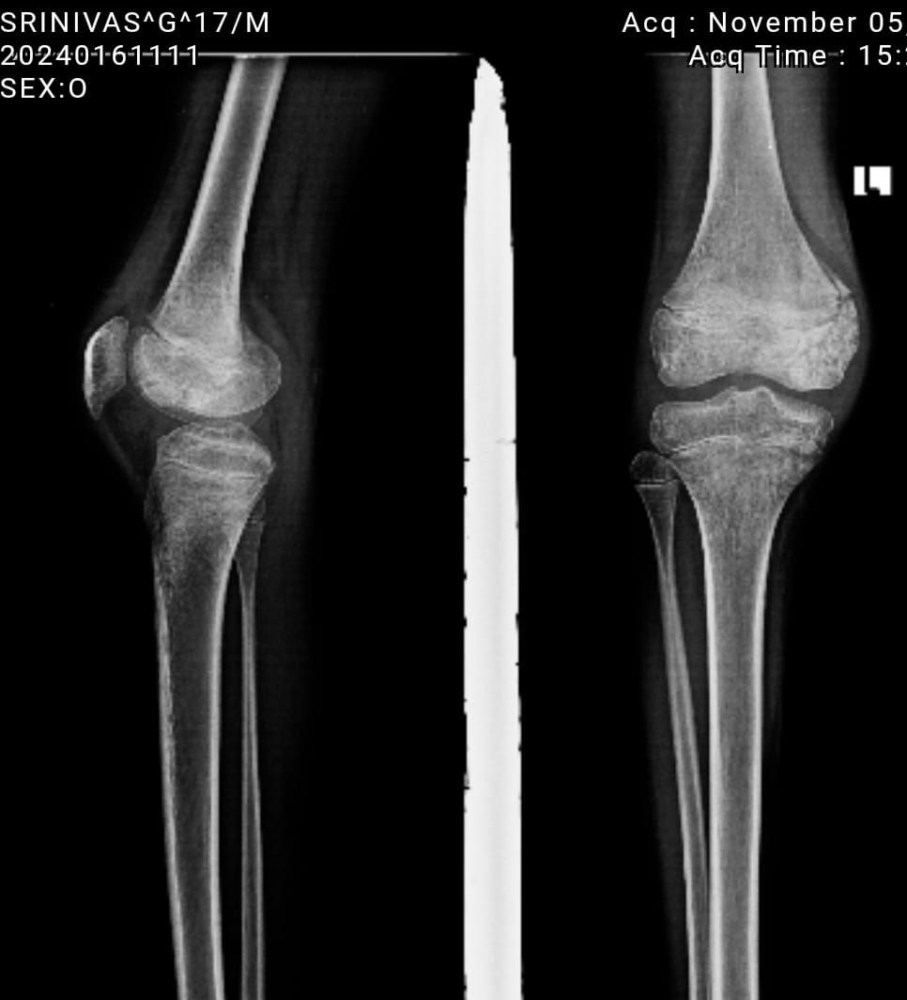 SRINIVAS^G^17/M
20240161111
SEX:O
Acq : November 05,
Acq Time : 15:
L